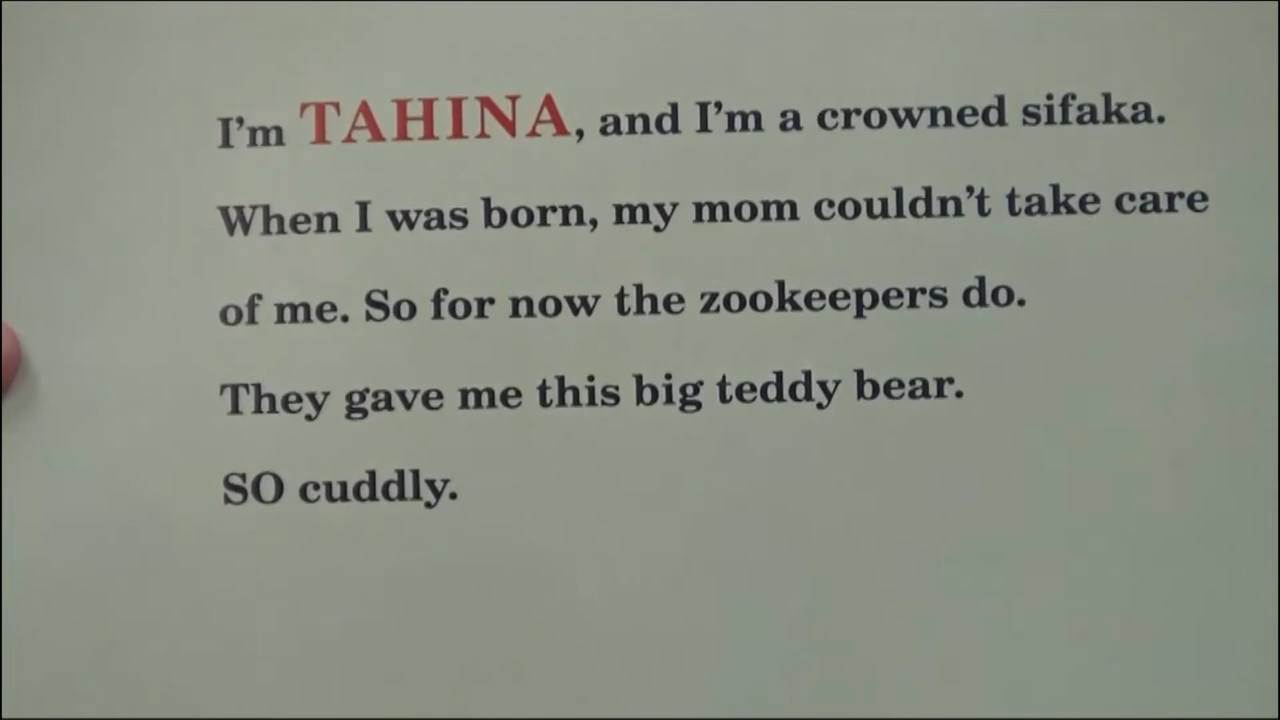 I'm TAHINA, and I'm a crowned sifaka.
When I was born, my mom couldn't take care
of me. So for now the zookeepers do.
They gave me this big teddy bear.
SO cuddly.